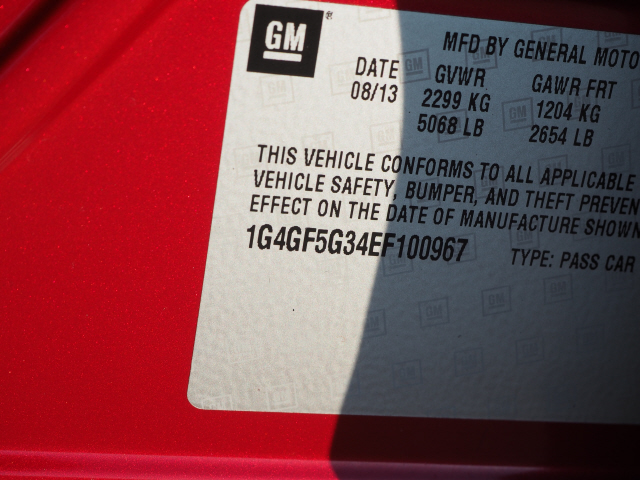 GM
MFD BY GENERAL MOTO
DATE GVWR GAWR FRT
08/13 2299 KG 1204 KG
5068 LB 2654 LB
THIS VEHICLE CONFORMS TO ALL APPLICABLE
VEHICLE SAFETY, BUMPER, AND THEFT PREVEN
EFFECT ON THE DATE OF MANUFACTURE SHOWN
1G4GF5G34EF100967 TYPE: PASS CAR